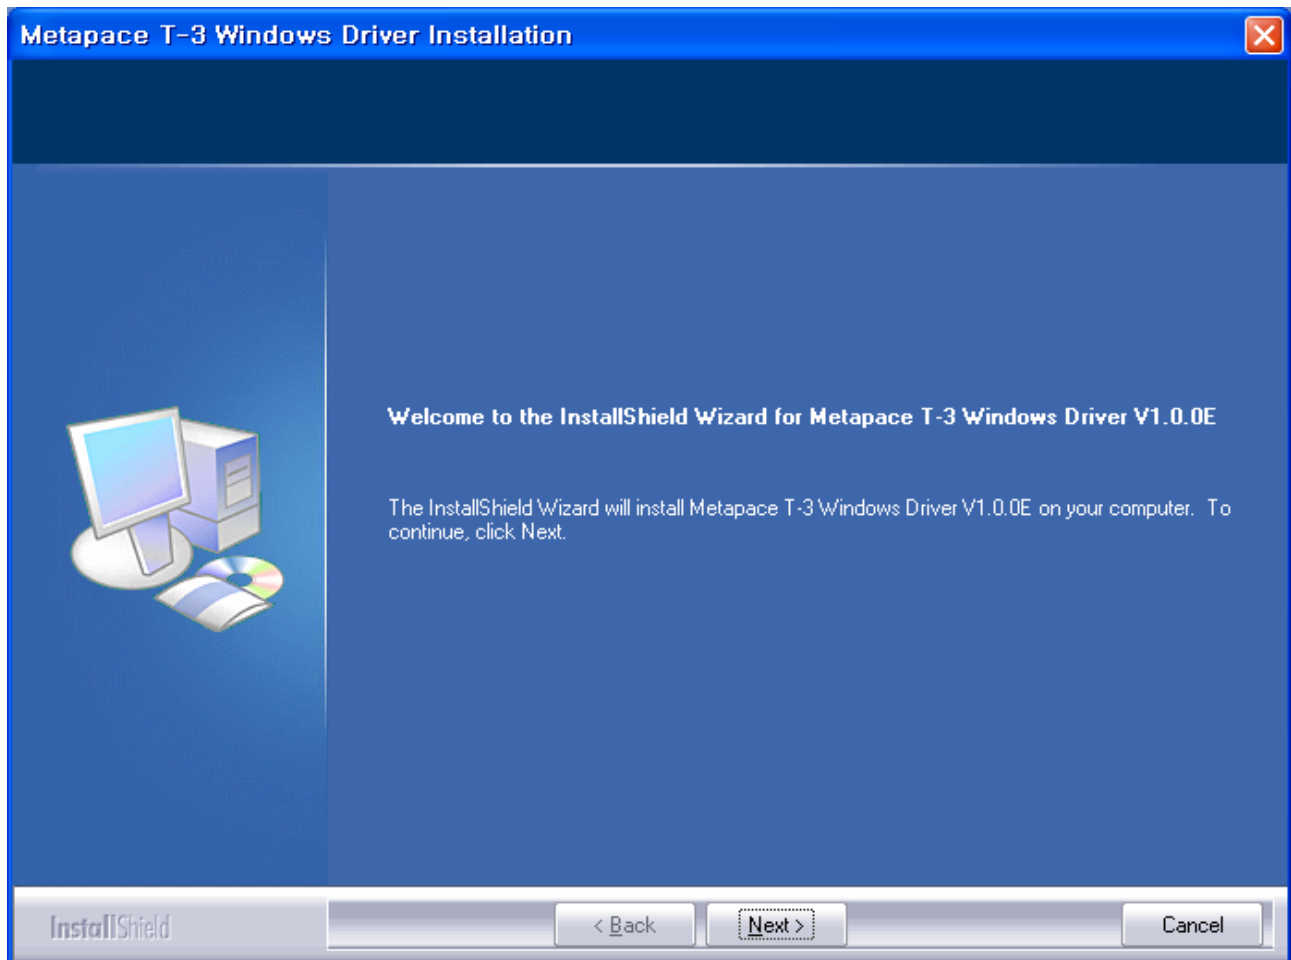 Metapace T-3 Windows Driver Installation
Welcome to the InstallShield Wizard for Metapace T-3 Windows Driver V1.0.0E
The InstallShield Wizard will install Metapace T-3 Windows Driver V1.0.0E on your computer.  To
continue, click Next.
InstallShield
< Back
Next >
Cancel